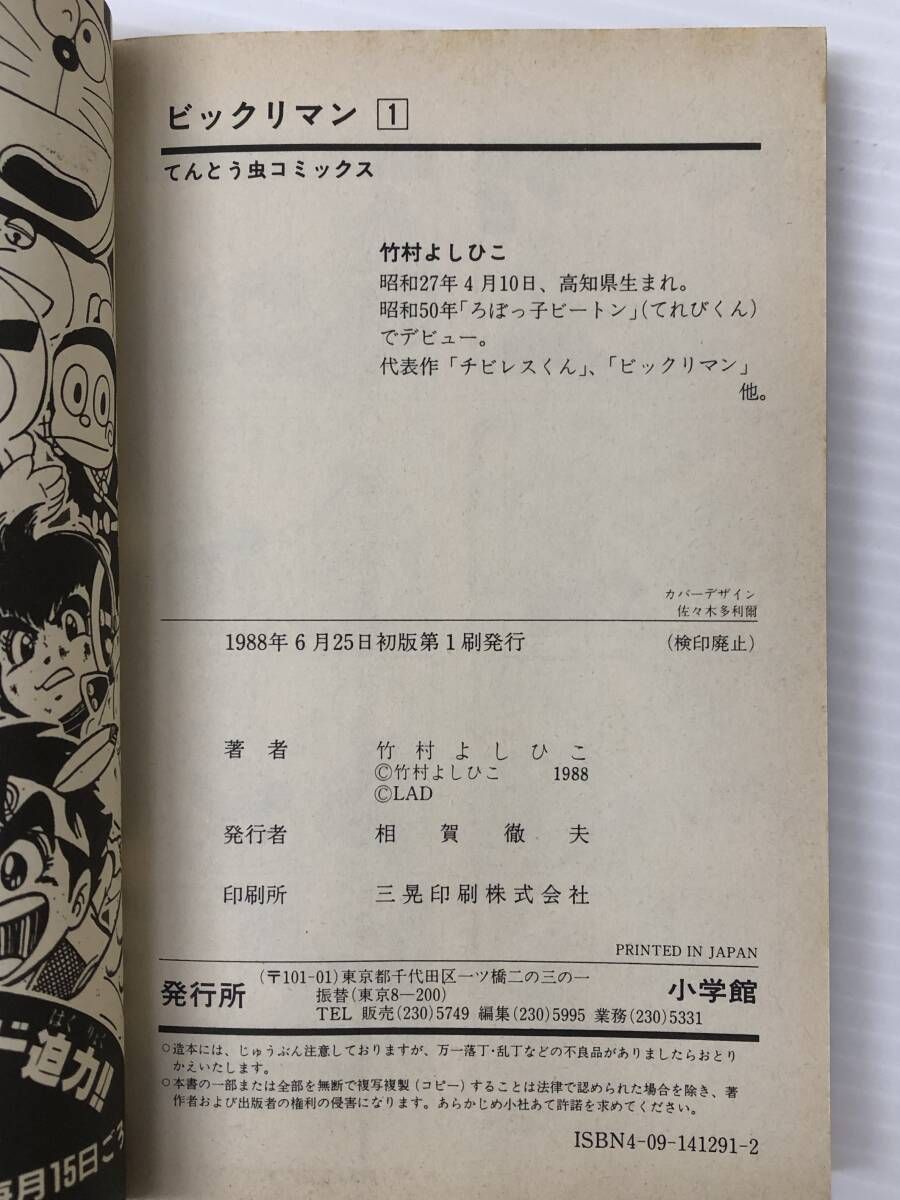 ビックリマン 1
てんとう虫コミックス
竹村よしひこ
昭和27年4月10日、高知県生まれ。
昭和50年「ろぼっ子ビートン」(てれびくん)
でデビュー。
代表作「チビレスくん」、「ビックリマン」
他。
カバーデザイン
佐々木多利爾
1988年6月25日初版第1刷発行 (検印廃止)
著者 竹村よしひこ
©竹村よしひこ 1988
©LAD
発行者 相賀徹夫
印刷所 三晃印刷株式会社
PRINTED IN JAPAN
発行所 (〒101-01)東京都千代田区一ツ橋二の三の一 小学館
振替(東京8―200)
TEL 販売(230)5749 編集(230)5995 業務(230)5331
○造本には、じゅうぶん注意しておりますが、万一落丁・乱丁などの不良品がありましたらおとり
かえいたします。
○本書の一部または全部を無断で複写複製(コピー)することは法律で認められた場合を除き、著
作者および出版者の権利の侵害になります。あらかじめ小社あて許諾を求めてください。
ISBN4-09-141291-2
迫力!!
はくりょく
毎月15日ごろ